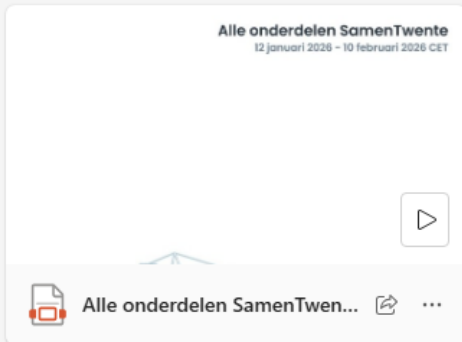 Alle onderdelen SamenTwente
12 januari 2026 - 10 februari 2026 CET
Alle onderdelen SamenTwen...